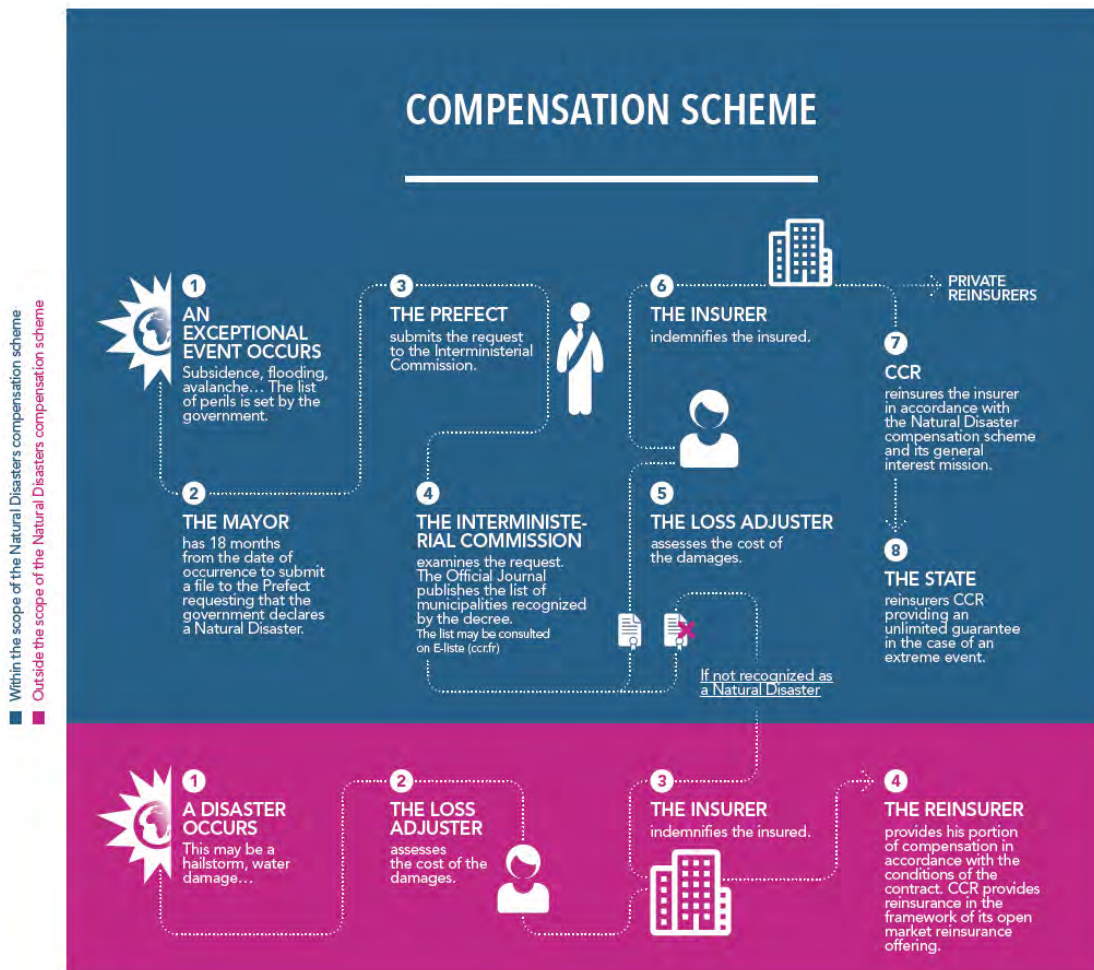 COMPENSATION SCHEME
1
AN
EXCEPTIONAL
EVENT OCCURS
Subsidence, flooding,
avalanche... The list
of perils is set by the
government.
2
THE MAYOR
has 18 months
from the date of
occurrence to submit
a file to the Prefect
requesting that the
government declares
a Natural Disaster.
3
THE PREFECT
submits the request
to the Interministerial
Commission.
4
THE INTERMINISTE-
RIAL COMMISSION
examines the request.
The Official Journal
publishes the list of
municipalities recognized
by the decree.
The list may be consulted
on E-liste (ccr.fr)
5
THE LOSS ADJUSTER
assesses the cost of
the damages.
6
THE INSURER
indemnifies the insured.
PRIVATE
REINSURERS
7
CCR
reinsures the insurer
in accordance with
the Natural Disaster
compensation scheme
and its general
interest mission.
8
THE STATE
reinsurers CCR
providing an
unlimited guarantee
in the case of an
extreme event.
If not recognized as
a Natural Disaster
1
A DISASTER
OCCURS
This may be a
hailstorm, water
damage...
2
THE LOSS
ADJUSTER
assesses
the cost of the
damages.
3
THE INSURER
indemnifies the insured.
4
THE REINSURER
provides his portion
of compensation in
accordance with the
conditions of the
contract. CCR provides
reinsurance in the
framework of its open
market reinsurance
offering.
Within the scope of the Natural Disasters compensation scheme
Outside the scope of the Natural Disasters compensation scheme